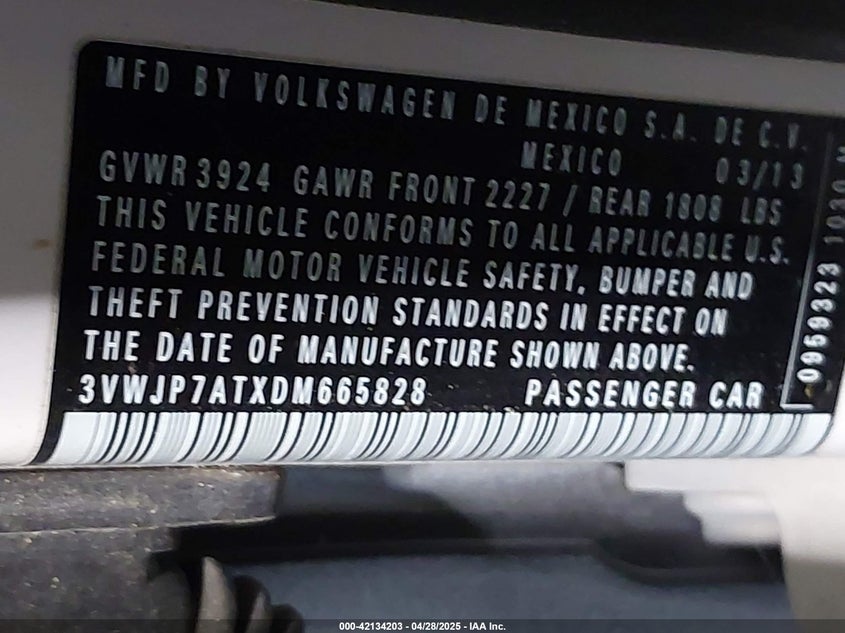 MFD BY VOLKSWAGEN DE MEXICO S.A. DE C.V.
MEXICO 03/13
GVWR 3924 GAWR FRONT 2227 / REAR 1808 LBS
THIS VEHICLE CONFORMS TO ALL APPLICABLE U.S.
FEDERAL MOTOR VEHICLE SAFETY, BUMPER AND
THEFT PREVENTION STANDARDS IN EFFECT ON
THE DATE OF MANUFACTURE SHOWN ABOVE.
3VWJP7ATXDM665828 PASSENGER CAR
0959323 1030
000-42134203 - 04/28/2025 - IAA Inc.